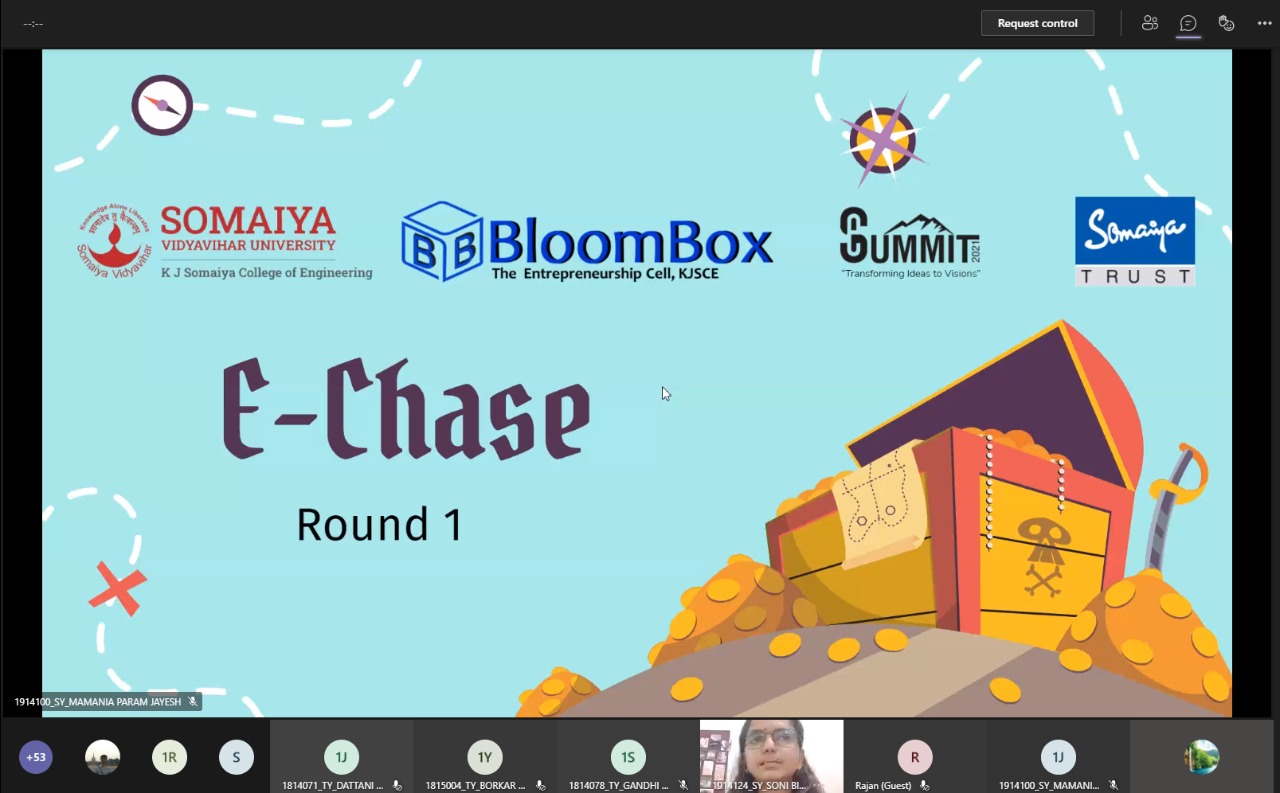 --:--
Request control
Knowledge Alone Liberates
SOMAIYA
VIDYAVIHAR UNIVERSITY
K J Somaiya College of Engineering
Somaiya Vidyavihar
BB
BloomBox
The Entrepreneurship Cell, KJSCE
SUMMIT
2021
"Transforming Ideas to Visions"
Somaiya
TRUST
E-Chase
Round 1
1914100_SY_MAMANIA PARAM JAYESH
+53
1R
S
1J
1Y
1S
R
1J
1814071_TY_DATTANI ...
1815004_TY_BORKAR ...
1814078_TY_GANDHI ...
1914124_SY_SONI BI...
Rajan (Guest)
1914100_SY_MAMANI...